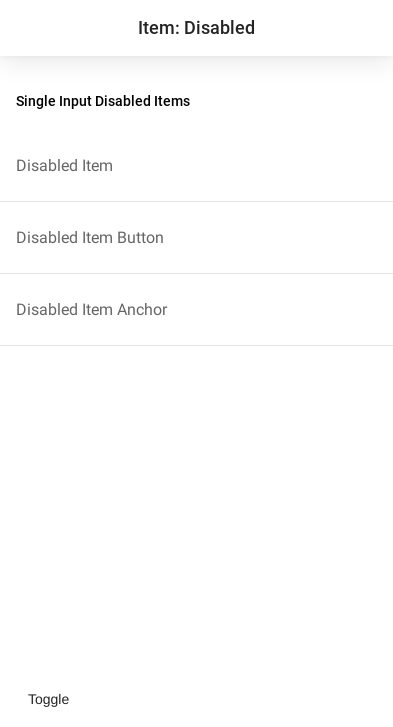 Item: Disabled
Single Input Disabled Items
Disabled Item
Disabled Item Button
Disabled Item Anchor
Toggle